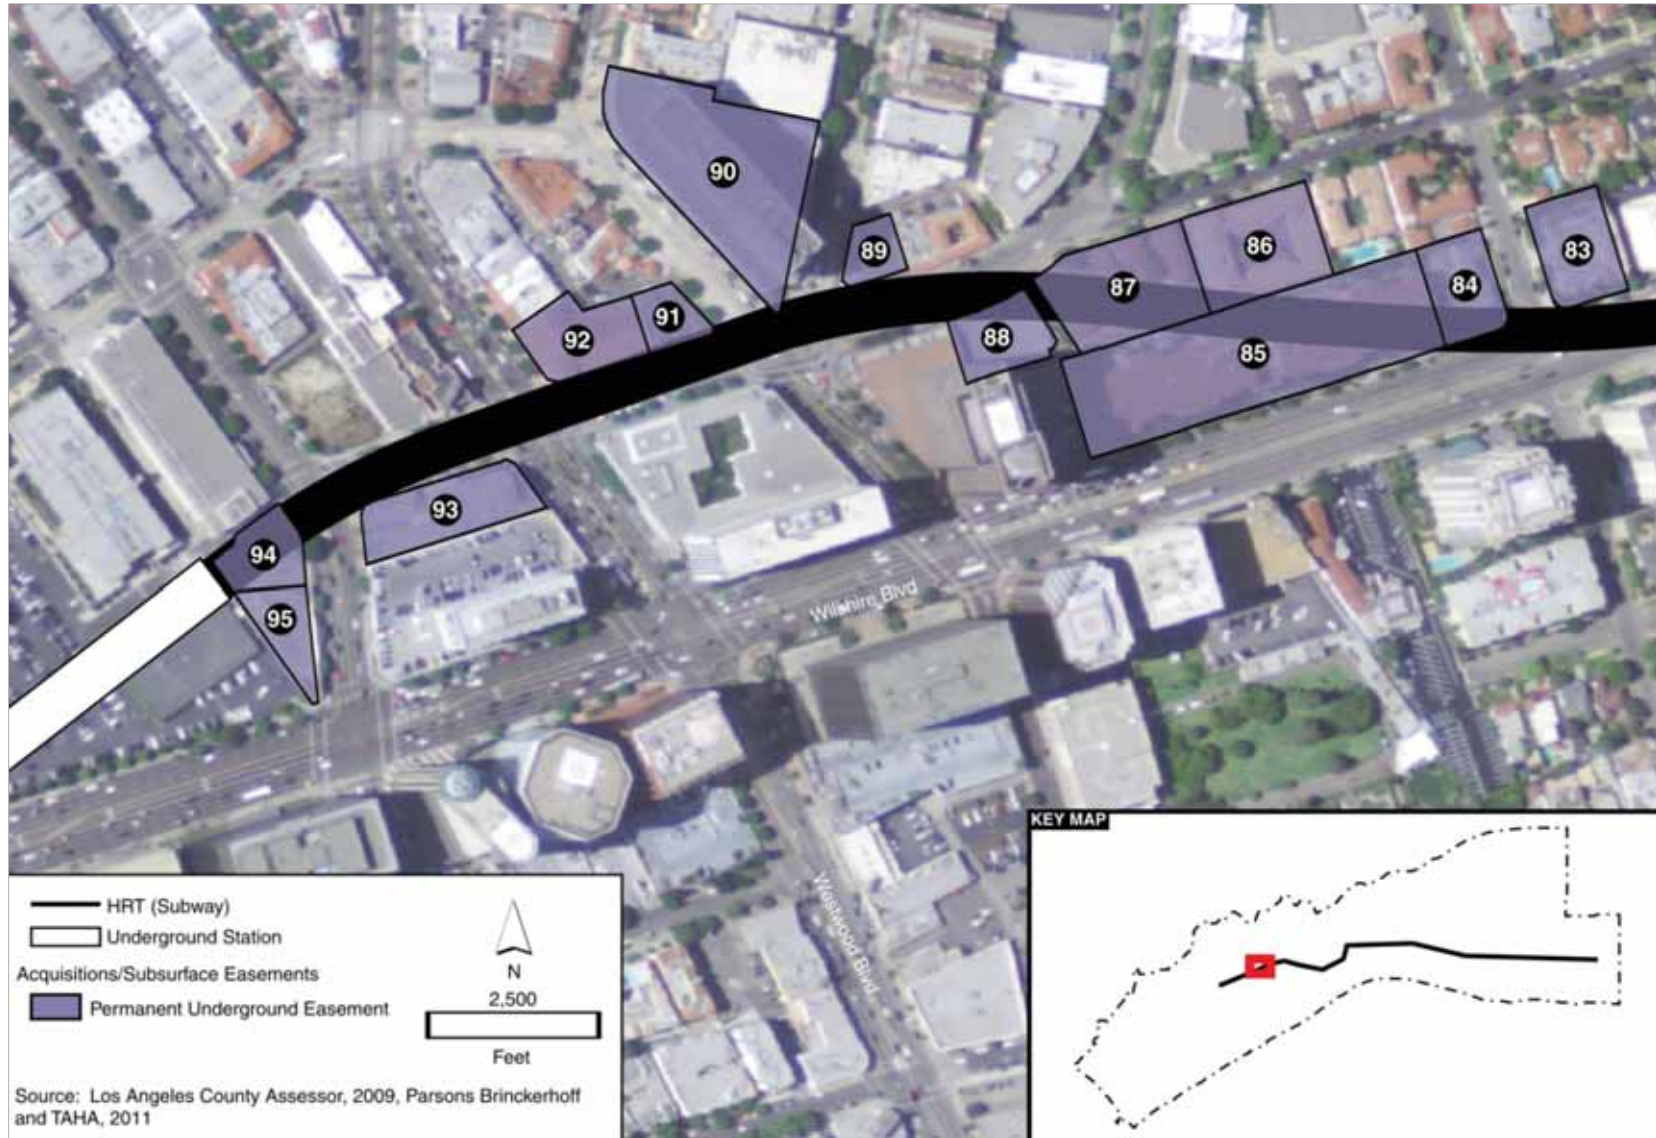 90
89
86
83
87
84
91
92
88
85
93
94
95
Wilshire Blvd
Westwood Blvd
KEY MAP
HRT (Subway)
Underground Station
Acquisitions/Subsurface Easements
Permanent Underground Easement
N
2,500
Feet
Source: Los Angeles County Assessor, 2009, Parsons Brinckerhoff
and TAHA, 2011